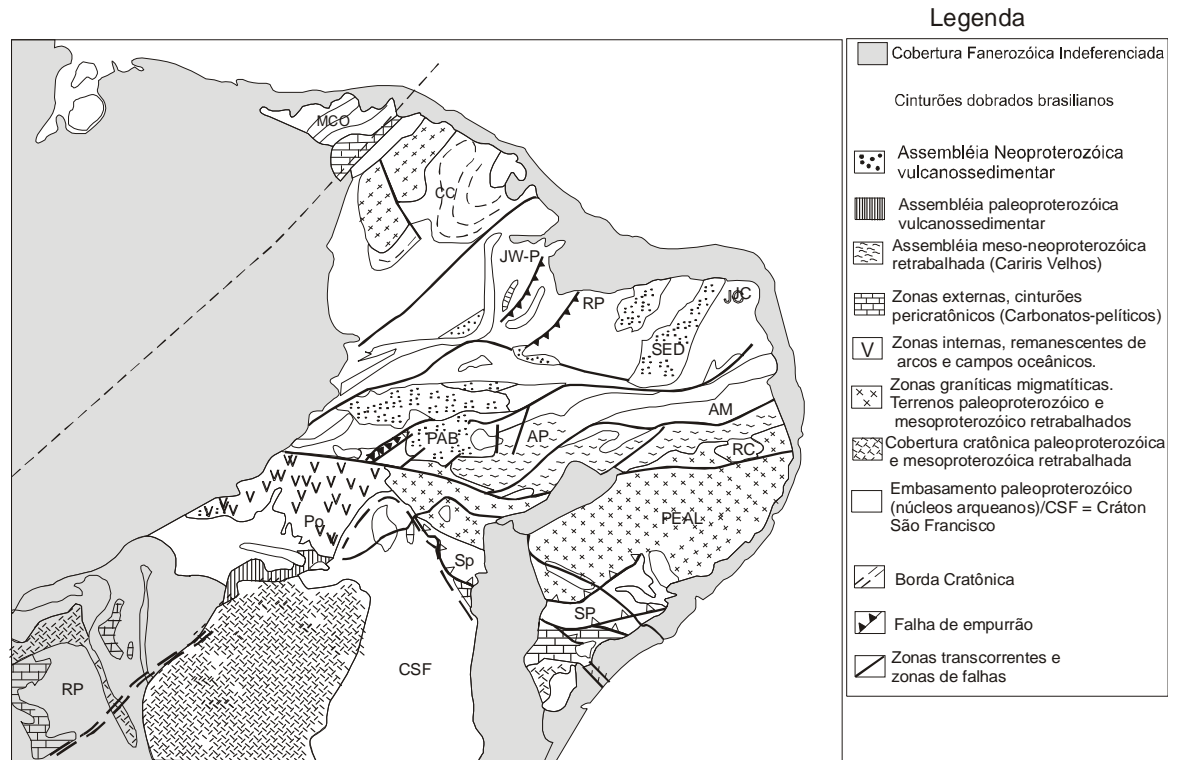 Legenda
Cobertura Fanerozóica Indeferenciada
Cinturões dobrados brasilianos
Assembléia Neoproterozóica
vulcanossedimentar
Assembléia paleoproterozóica
vulcanossedimentar
Assembléia meso-neoproterozóica
retrabalhada (Cariris Velhos)
Zonas externas, cinturões
pericratônicos (Carbonatos-pelíticos)
V
Zonas internas, remanescentes de
arcos e campos oceânicos.
Zonas graníticas migmatíticas.
Terrenos paleoproterozóico e
mesoproterozóico retrabalhados
Cobertura cratônica paleoproterozóica
e mesoproterozóica retrabalhada
Embasamento paleoproterozóico
(núcleos arqueanos)/CSF = Cráton
São Francisco
Borda Cratônica
Falha de empurrão
Zonas transcorrentes e
zonas de falhas
MCO
CC
JW-P
RP
JC
SED
AM
PAB
AP
RC
Po
PEAL
Sp
SP
CSF
RP